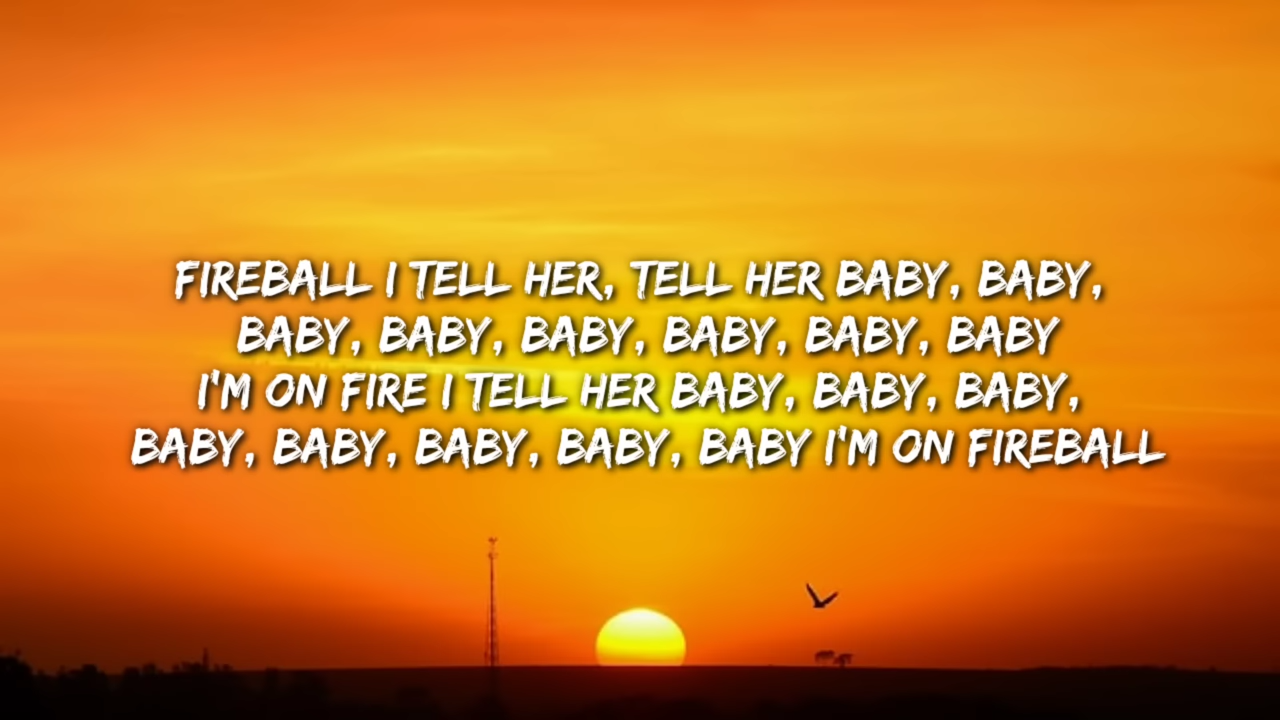 FIREBALL I TELL HER, TELL HER BABY, BABY,
BABY, BABY, BABY, BABY, BABY, BABY
I'M ON FIRE I TELL HER BABY, BABY, BABY,
BABY, BABY, BABY, BABY, BABY I'M ON FIREBALL